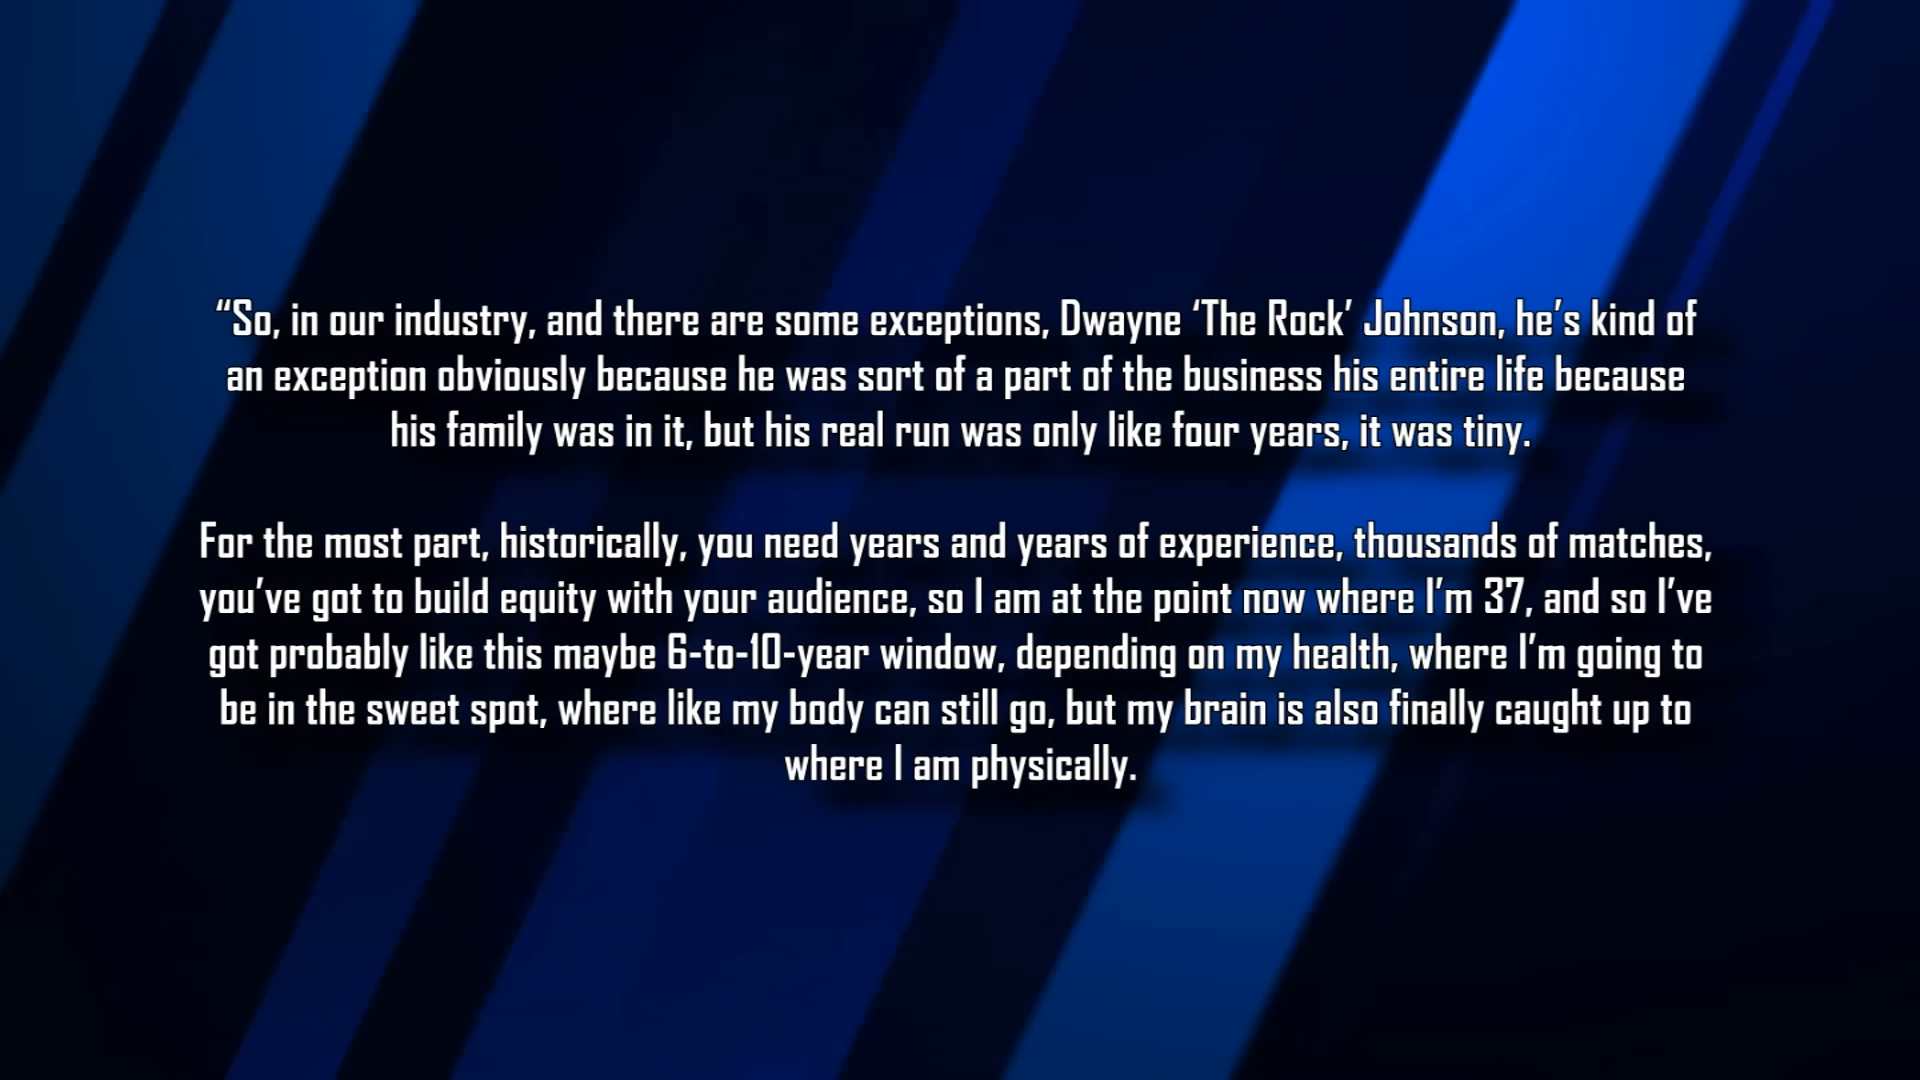 “So, in our industry, and there are some exceptions, Dwayne ‘The Rock’ Johnson, he’s kind of
an exception obviously because he was sort of a part of the business his entire life because
his family was in it, but his real run was only like four years, it was tiny.
For the most part, historically, you need years and years of experience, thousands of matches,
you’ve got to build equity with your audience, so I am at the point now where I’m 37, and so I’ve
got probably like this maybe 6-to-10-year window, depending on my health, where I’m going to
be in the sweet spot, where like my body can still go, but my brain is also finally caught up to
where I am physically.